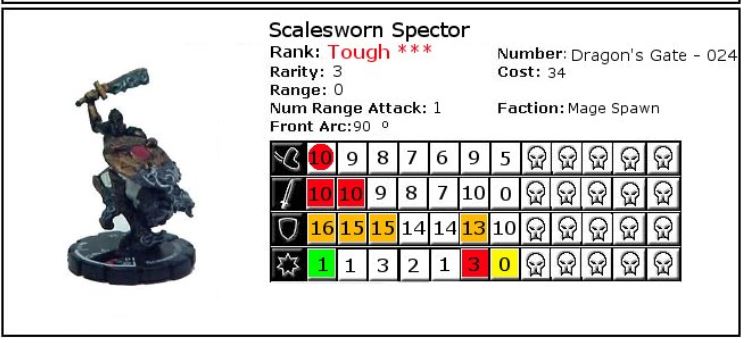 Scalesworn Spector
Rank: Tough ***
Number: Dragon's Gate - 024
Rarity: 3
Cost: 34
Range: 0
Num Range Attack: 1
Faction: Mage Spawn
Front Arc:90 º
10 9 8 7 6 9 5
10 10 9 8 7 10 0
16 15 15 14 14 13 10
1 1 3 2 1 3 0